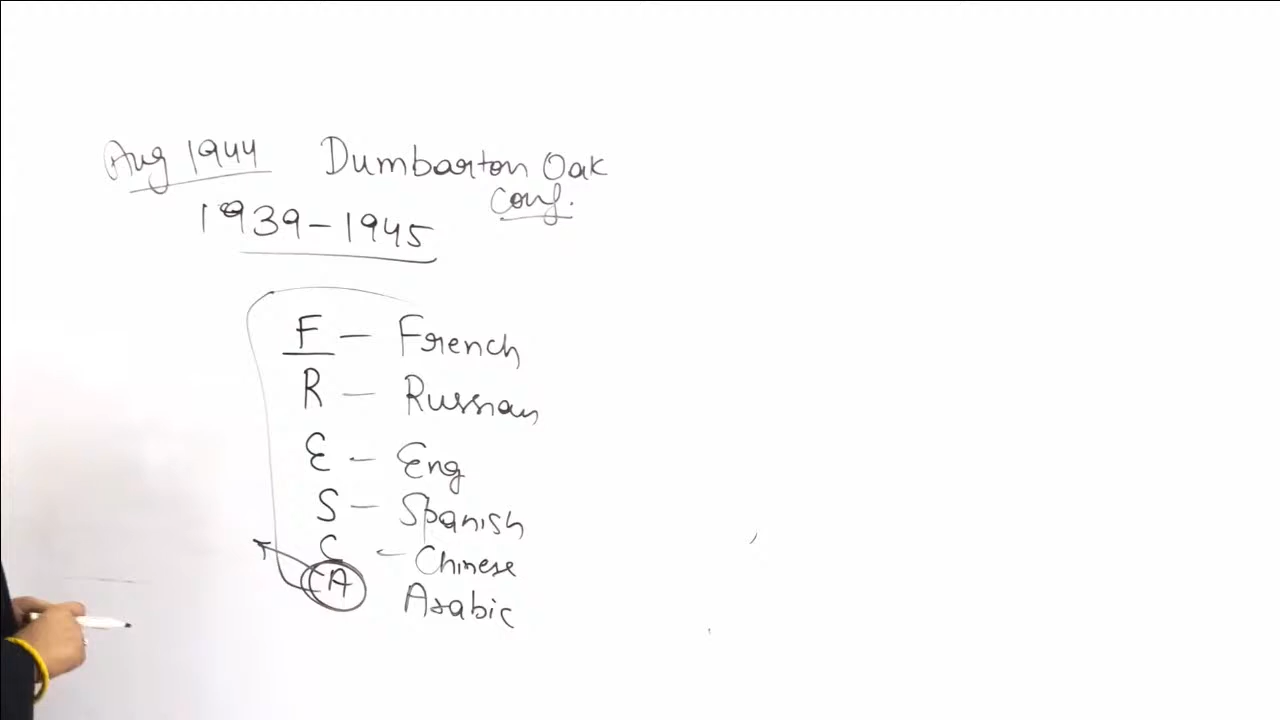 Aug 1944 Dumbarton Oak
Conf.
1939-1945
F - French
R - Russian
E - Eng
S - Spanish
C - Chinese
A Arabic